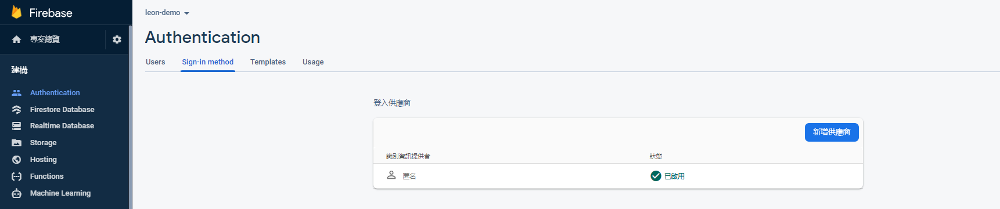 Firebase
專案總覽
建構
Authentication
Firestore Database
Realtime Database
Storage
Hosting
Functions
Machine Learning
leon-demo
Authentication
Users Sign-in method Templates Usage
登入供應商
新增供應商
識別資訊提供者 狀態
匿名 已啟用